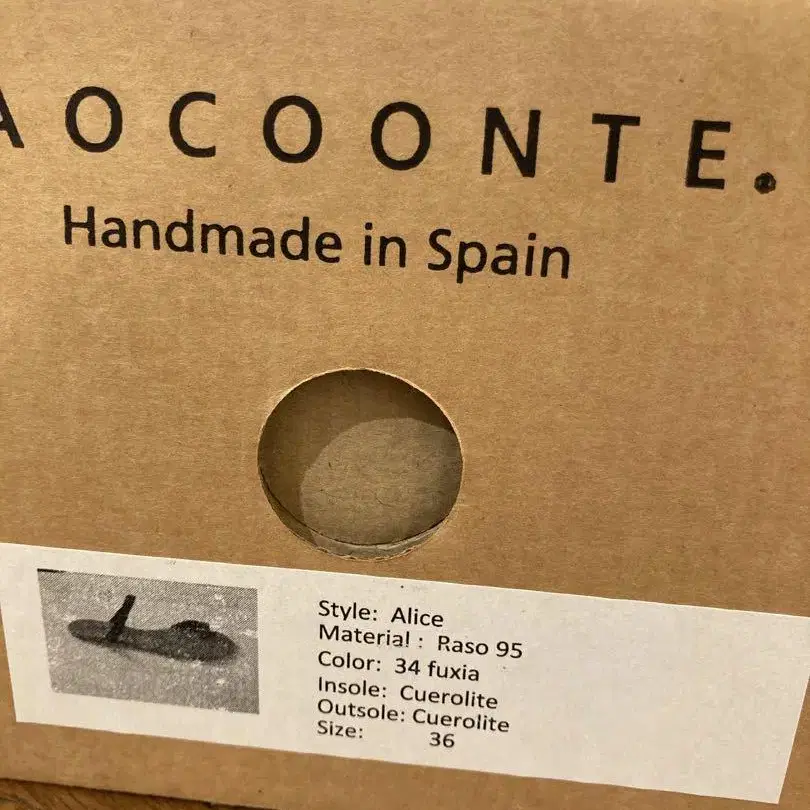 AOCOONTE.
Handmade in Spain
Style: Alice
Material : Raso 95
Color: 34 fuxia
Insole: Cuerolite
Outsole: Cuerolite
Size: 36